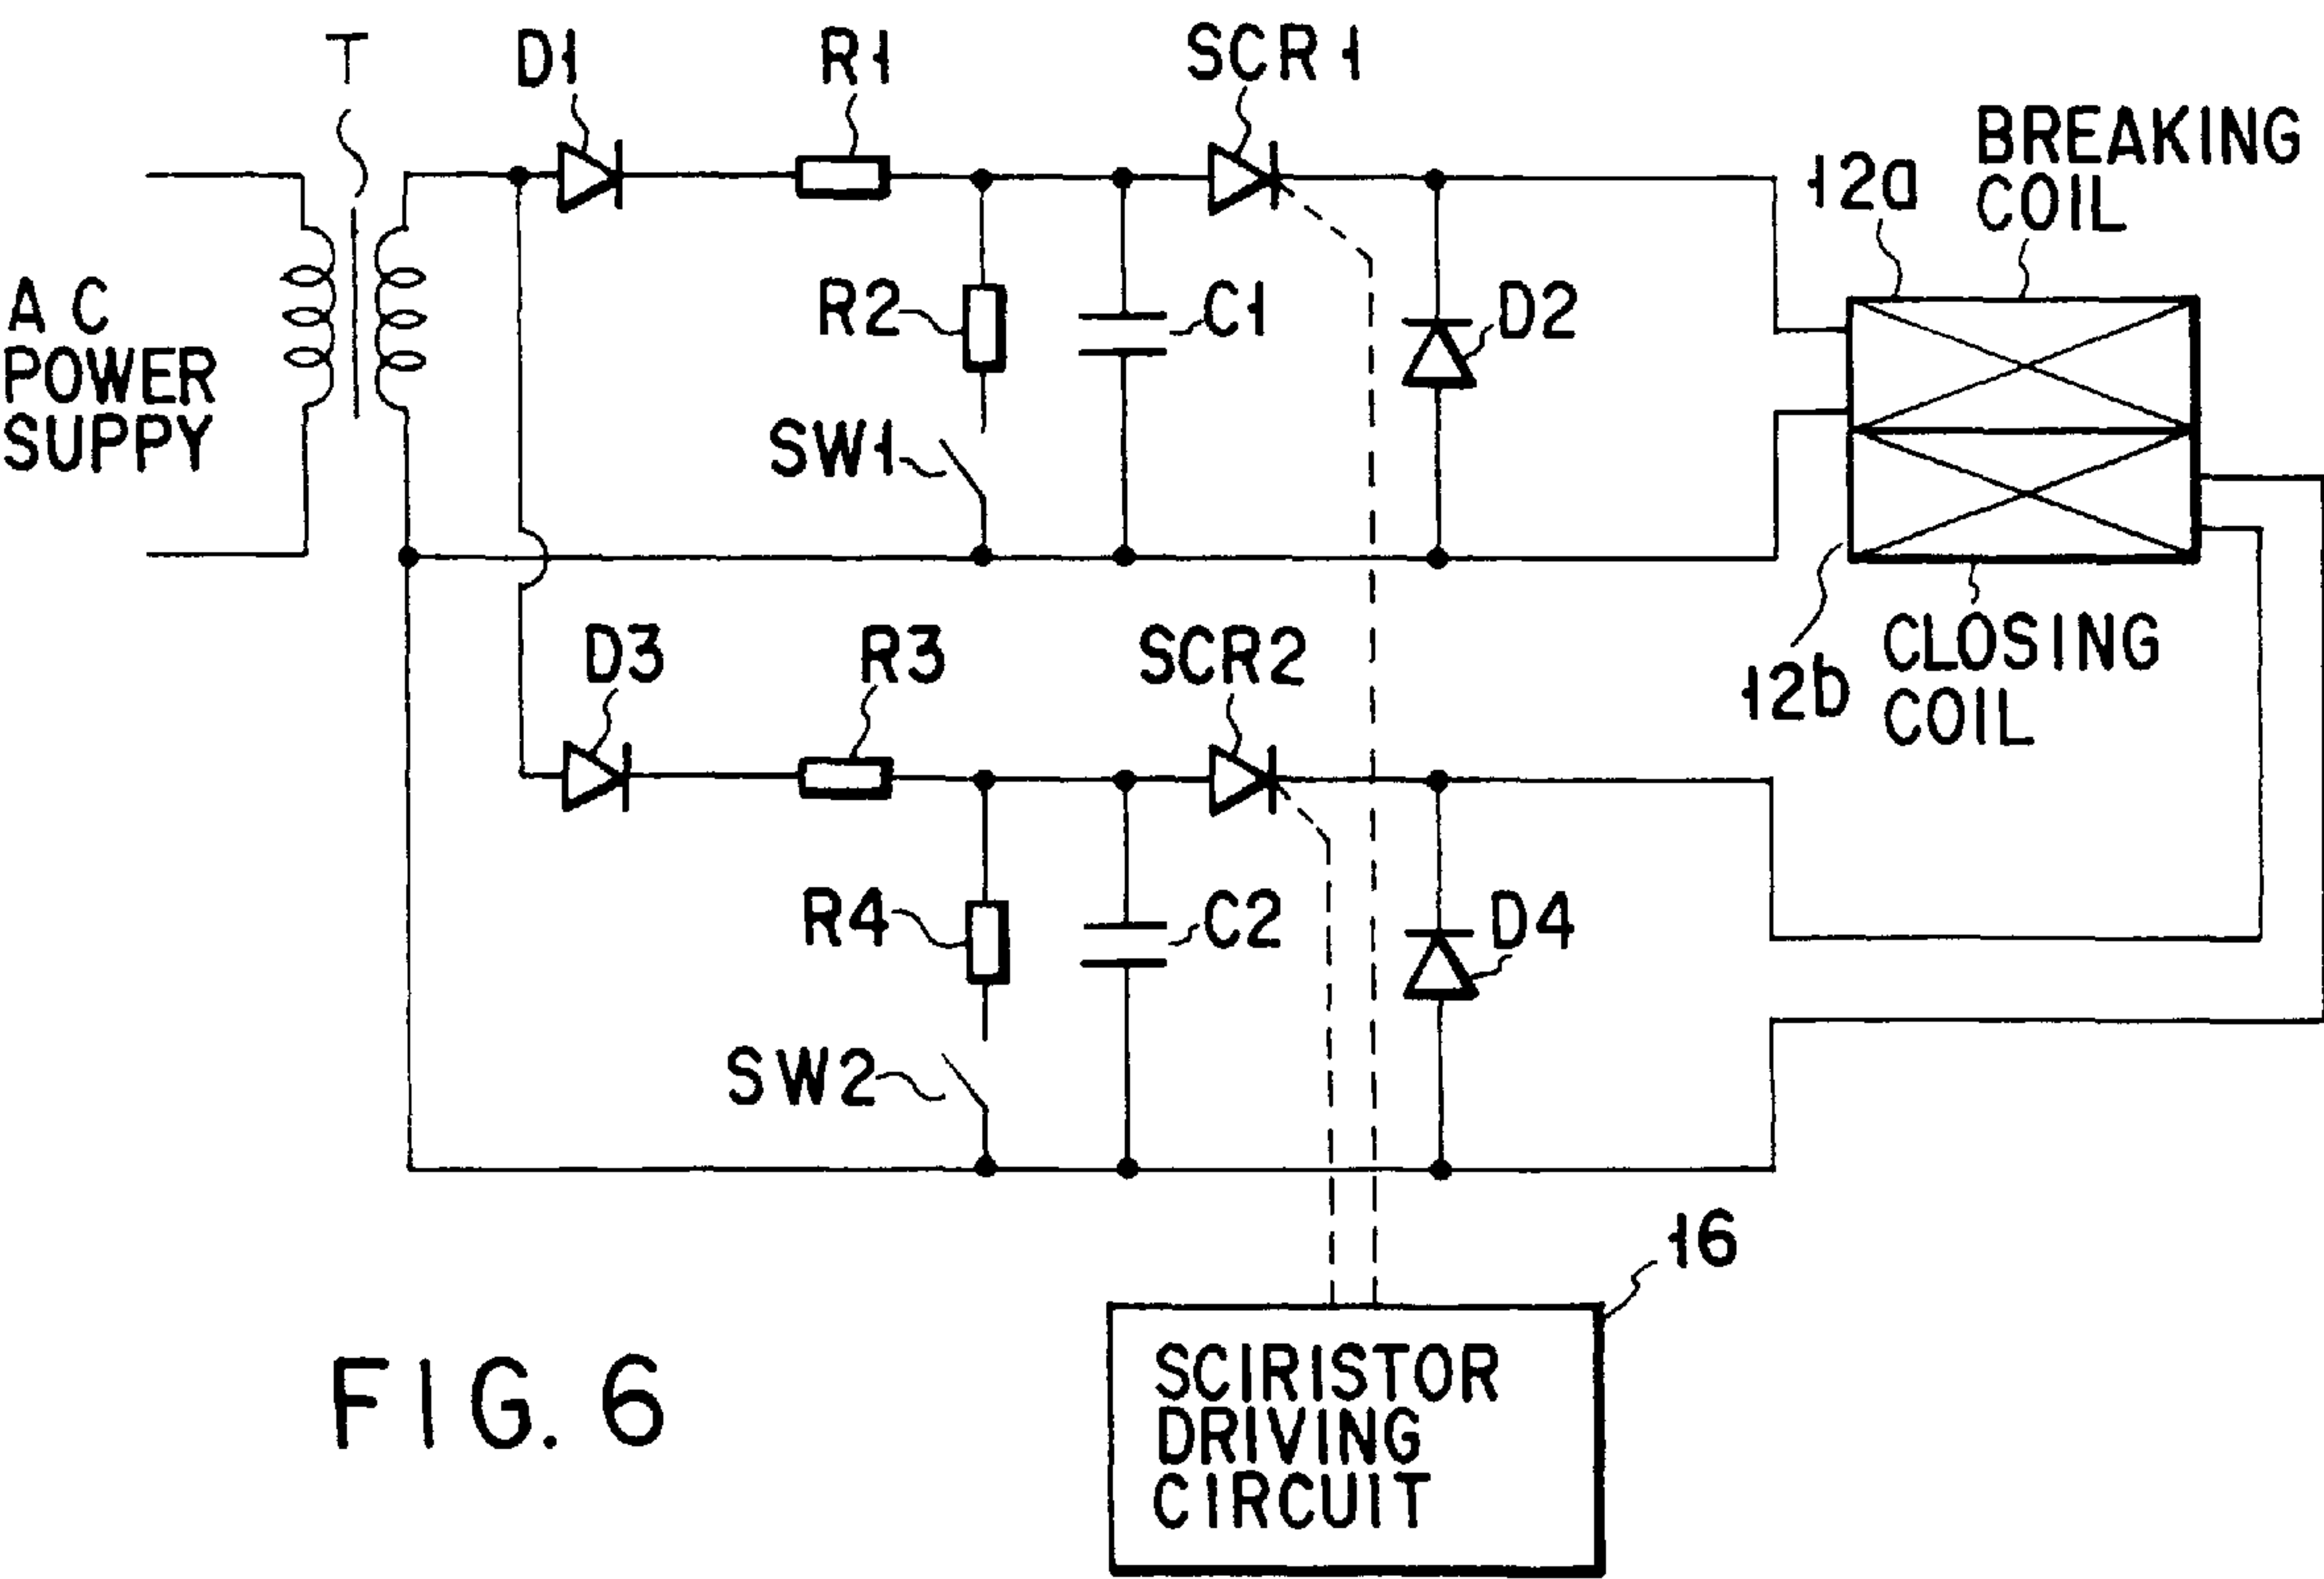 T
D1
R1
SCR1
BREAKING
COIL
12a
AC
POWER
SUPPY
R2
C1
D2
SW1
D3
R3
SCR2
12b
CLOSING
COIL
R4
C2
D4
SW2
16
SCIRISTOR
DRIVING
CIRCUIT
FIG. 6